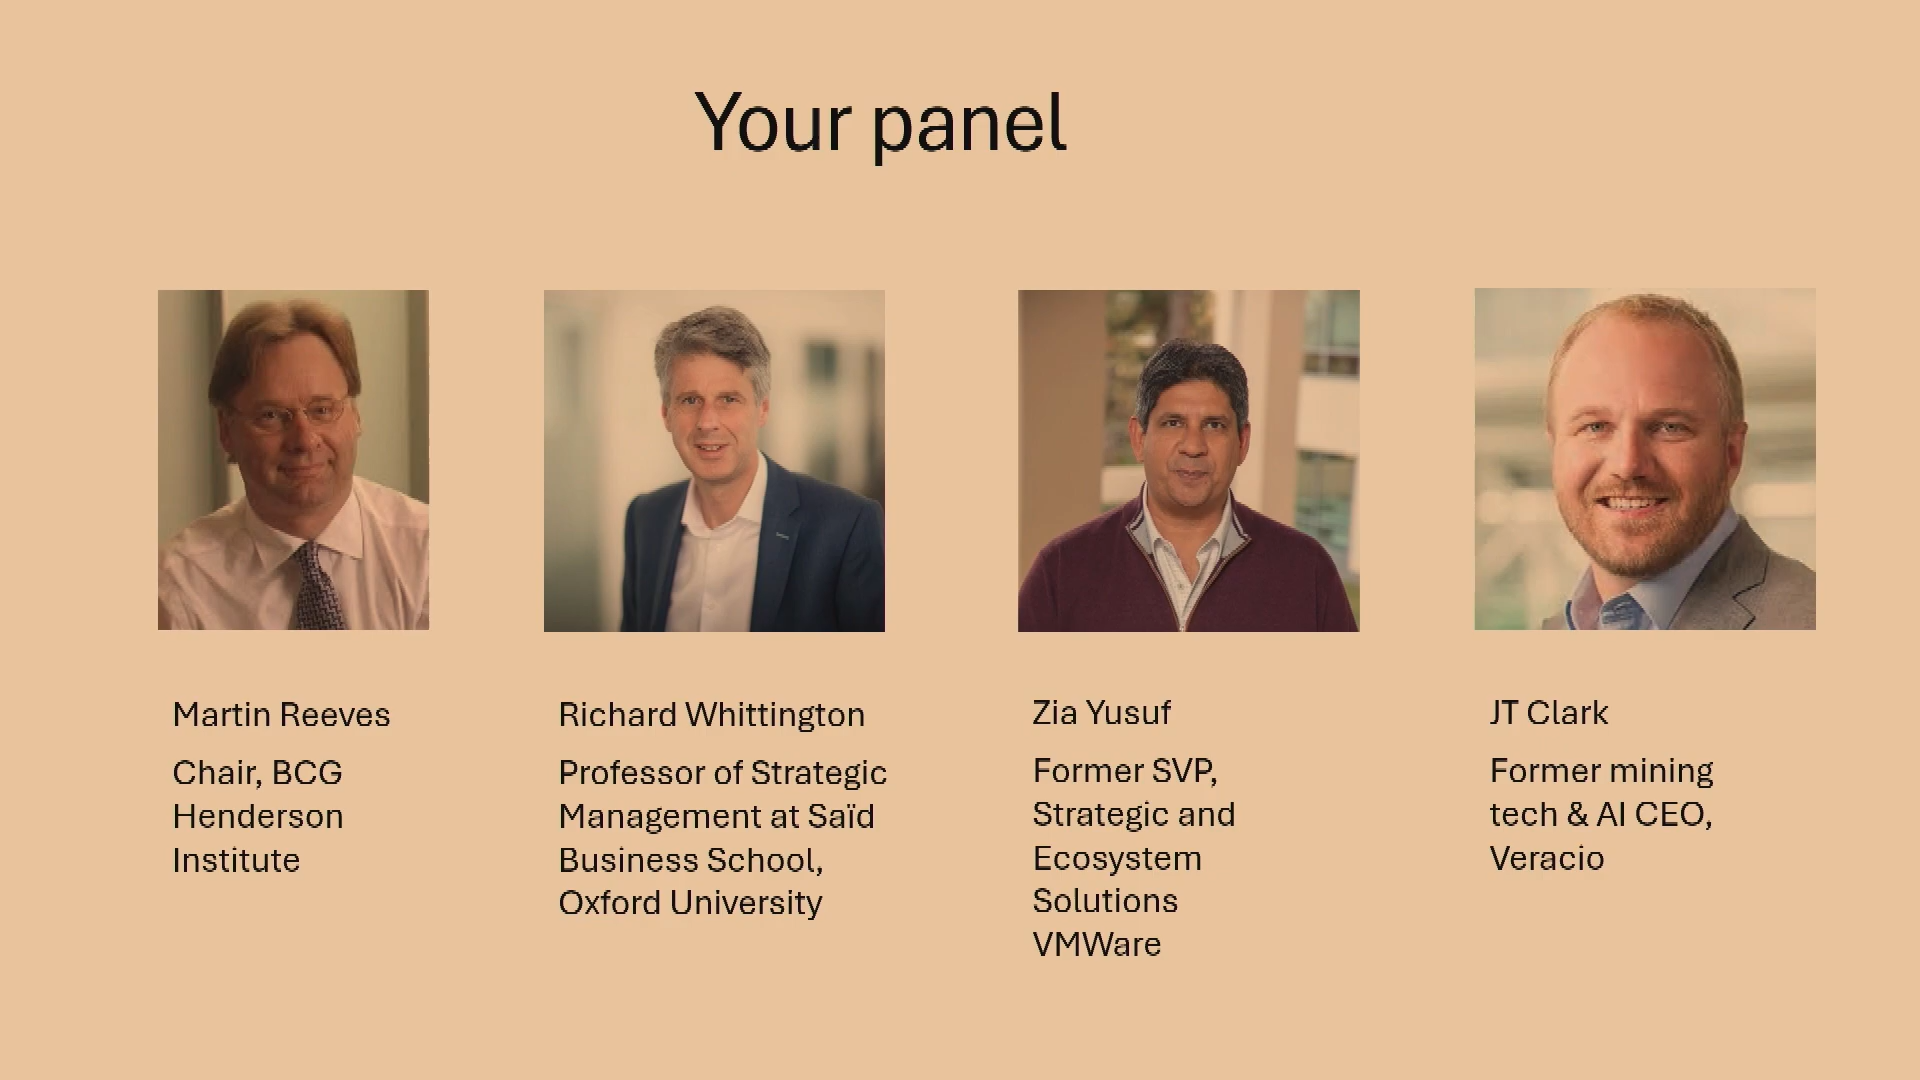 Your panel
Martin Reeves
Chair, BCG
Henderson
Institute
Richard Whittington
Professor of Strategic
Management at Saïd
Business School,
Oxford University
Zia Yusuf
Former SVP,
Strategic and
Ecosystem
Solutions
VMWare
JT Clark
Former mining
tech & AI CEO,
Veracio